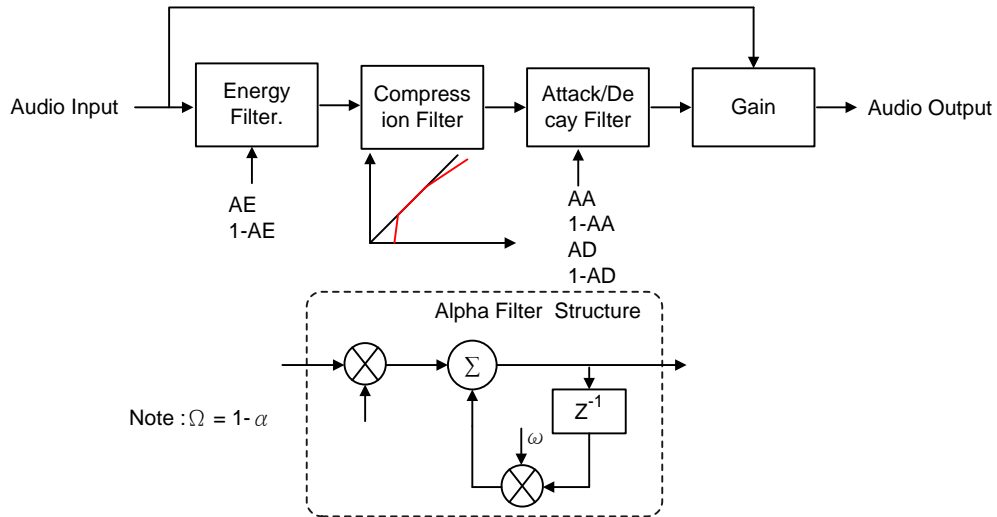 Audio Input
Energy
Filter.
Compress
ion Filter
Attack/De
cay Filter
Gain
Audio Output
AE
1-AE
AA
1-AA
AD
1-AD
Alpha Filter Structure
Σ
Z-1
ω
Note : Ω = 1- α